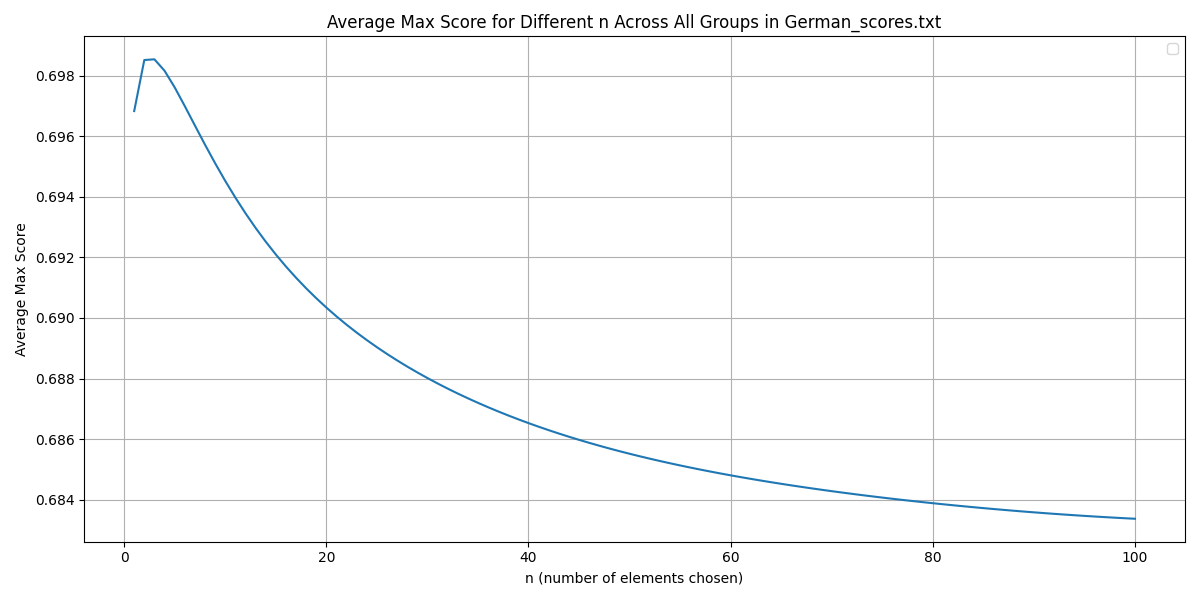 Average Max Score for Different n Across All Groups in German_scores.txt
0.698
0.696
0.694
0.692
0.690
0.688
0.686
0.684
Average Max Score
0 20 40 60 80 100
n (number of elements chosen)